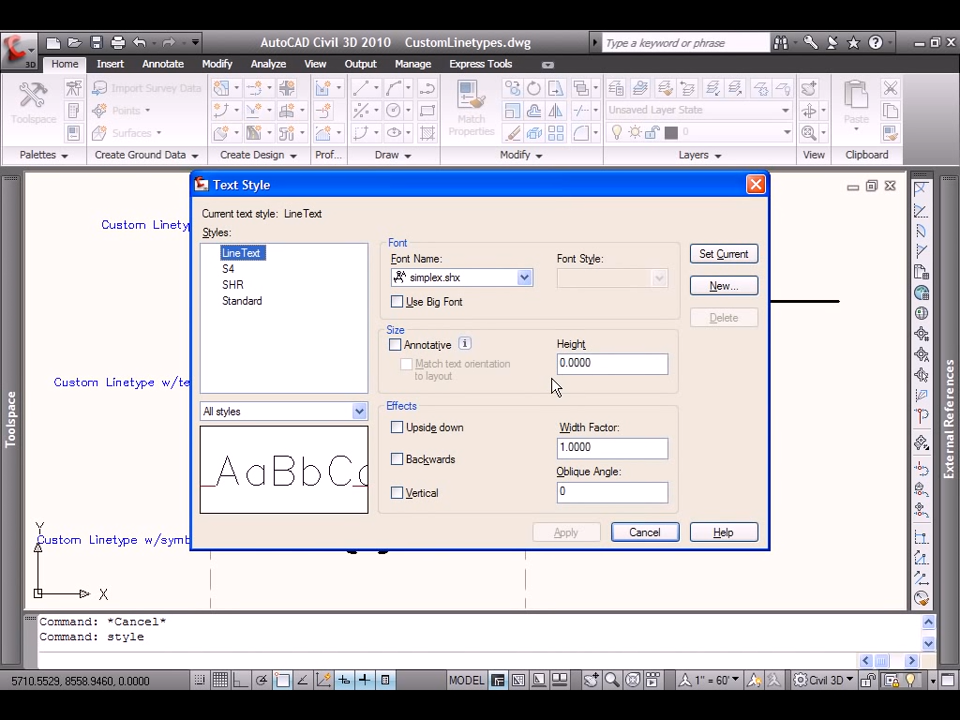 AutoCAD Civil 3D 2010 CustomLinetypes.dwg
Type a keyword or phrase
3D
Home Insert Annotate Modify Analyze View Output Manage Express Tools
Toolspace
Import Survey Data
Points
Surfaces
Match
Properties
Unsaved Layer State
0
Paste
Palettes Create Ground Data Create Design Prof... Draw Modify Layers View Clipboard
Text Style
Current text style: LineText
Styles:
LineText
S4
SHR
Standard
All styles
AaBbCc
Font
Font Name:
simplex.shx
Use Big Font
Font Style:
Size
Annotative
Match text orientation
to layout
Height
0.0000
Effects
Upside down
Backwards
Vertical
Width Factor:
1.0000
Oblique Angle:
0
Set Current
New...
Delete
Apply Cancel Help
Custom Linety
Custom Linetype w/te
Custom Linetype w/symb
Y
X
Toolspace
External References
Command: *Cancel*
Command: style
5710.5529, 8558.9460, 0.0000
MODEL
1" = 60'
Civil 3D